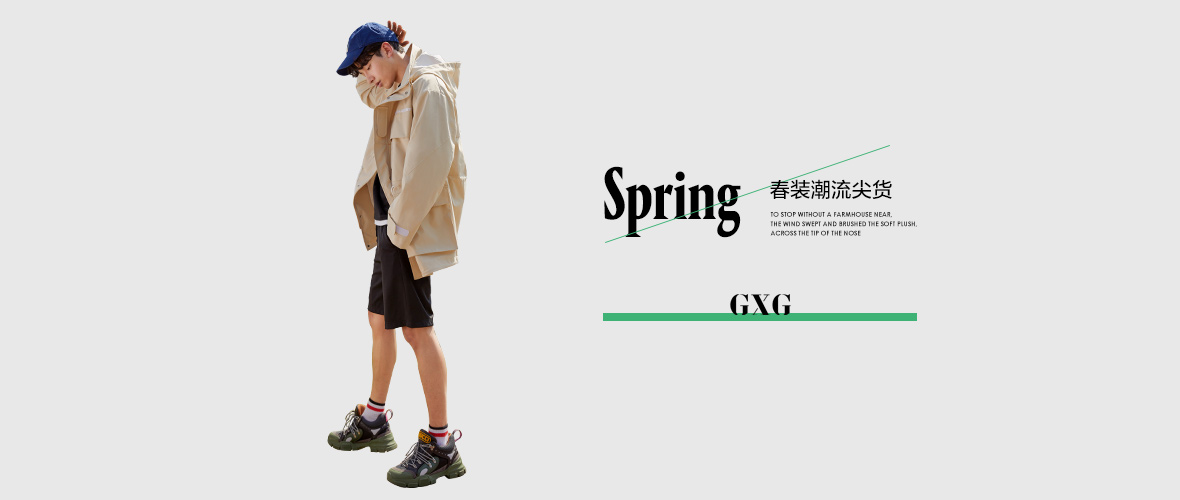 Spring
春装潮流尖货
TO STOP WITHOUT A FARMHOUSE NEAR,
THE WIND SWEPT AND BRUSHED THE SOFT PLUSH,
ACROSS THE TIP OF THE NOSE
GXG